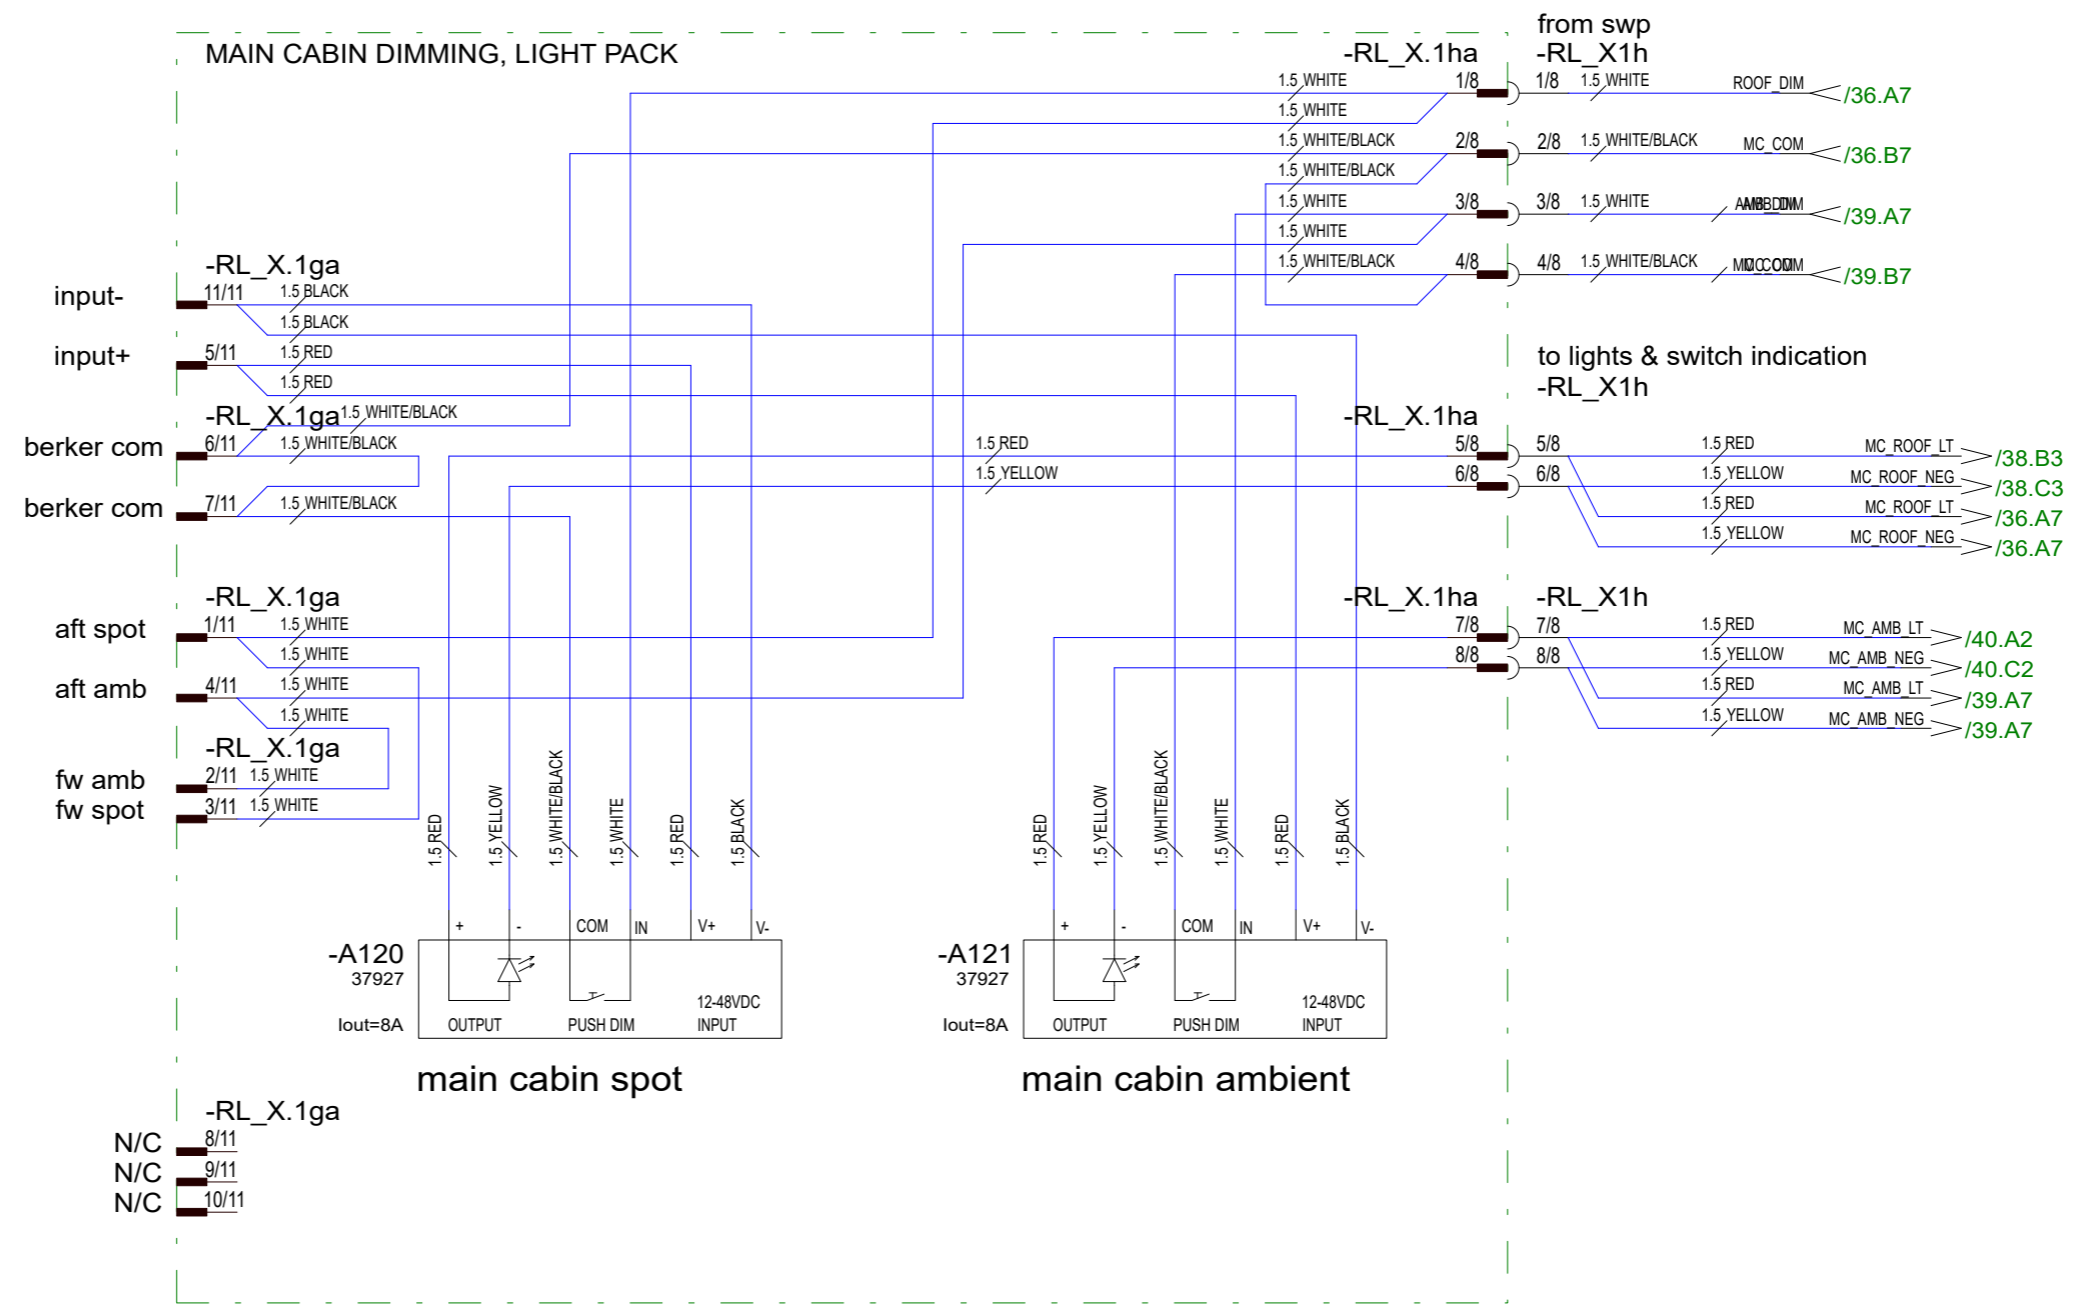 from swp
MAIN CABIN DIMMING, LIGHT PACK
-RL_X.1ha
-RL_X1h
1.5 WHITE
1/8
1/8
1.5 WHITE
ROOF_DIM
/36.A7
1.5 WHITE
1.5 WHITE/BLACK
2/8
2/8
1.5 WHITE/BLACK
MC_COM
/36.B7
1.5 WHITE/BLACK
1.5 WHITE
3/8
3/8
1.5 WHITE
AMB_DIM
/39.A7
1.5 WHITE
1.5 WHITE/BLACK
4/8
4/8
1.5 WHITE/BLACK
MC_COM
/39.B7
-RL_X.1ga
input-
11/11
1.5 BLACK
1.5 BLACK
input+
5/11
1.5 RED
1.5 RED
to lights & switch indication
-RL_X1h
-RL_X.1ga
1.5 WHITE/BLACK
-RL_X.1ha
berker com
6/11
1.5 WHITE/BLACK
1.5 RED
5/8
5/8
1.5 RED
MC_ROOF_LT
/38.B3
1.5 YELLOW
6/8
6/8
1.5 YELLOW
MC_ROOF_NEG
/38.C3
berker com
7/11
1.5 WHITE/BLACK
1.5 RED
MC_ROOF_LT
/36.A7
1.5 YELLOW
MC_ROOF_NEG
/36.A7
-RL_X.1ga
-RL_X.1ha
-RL_X1h
aft spot
1/11
1.5 WHITE
7/8
7/8
1.5 RED
MC_AMB_LT
/40.A2
1.5 WHITE
8/8
8/8
1.5 YELLOW
MC_AMB_NEG
/40.C2
aft amb
4/11
1.5 WHITE
1.5 RED
MC_AMB_LT
/39.A7
1.5 WHITE
1.5 YELLOW
MC_AMB_NEG
/39.A7
-RL_X.1ga
fw amb
2/11
1.5 WHITE
fw spot
3/11
1.5 WHITE
1.5 RED
1.5 YELLOW
1.5 WHITE/BLACK
1.5 WHITE
1.5 RED
1.5 BLACK
1.5 RED
1.5 YELLOW
1.5 WHITE/BLACK
1.5 WHITE
1.5 RED
1.5 BLACK
+
-
COM
IN
V+
V-
+
-
COM
IN
V+
V-
-A120
37927
12-48VDC
Iout=8A
OUTPUT
PUSH DIM
INPUT
-A121
37927
12-48VDC
Iout=8A
OUTPUT
PUSH DIM
INPUT
main cabin spot
main cabin ambient
-RL_X.1ga
N/C
8/11
N/C
9/11
N/C
10/11